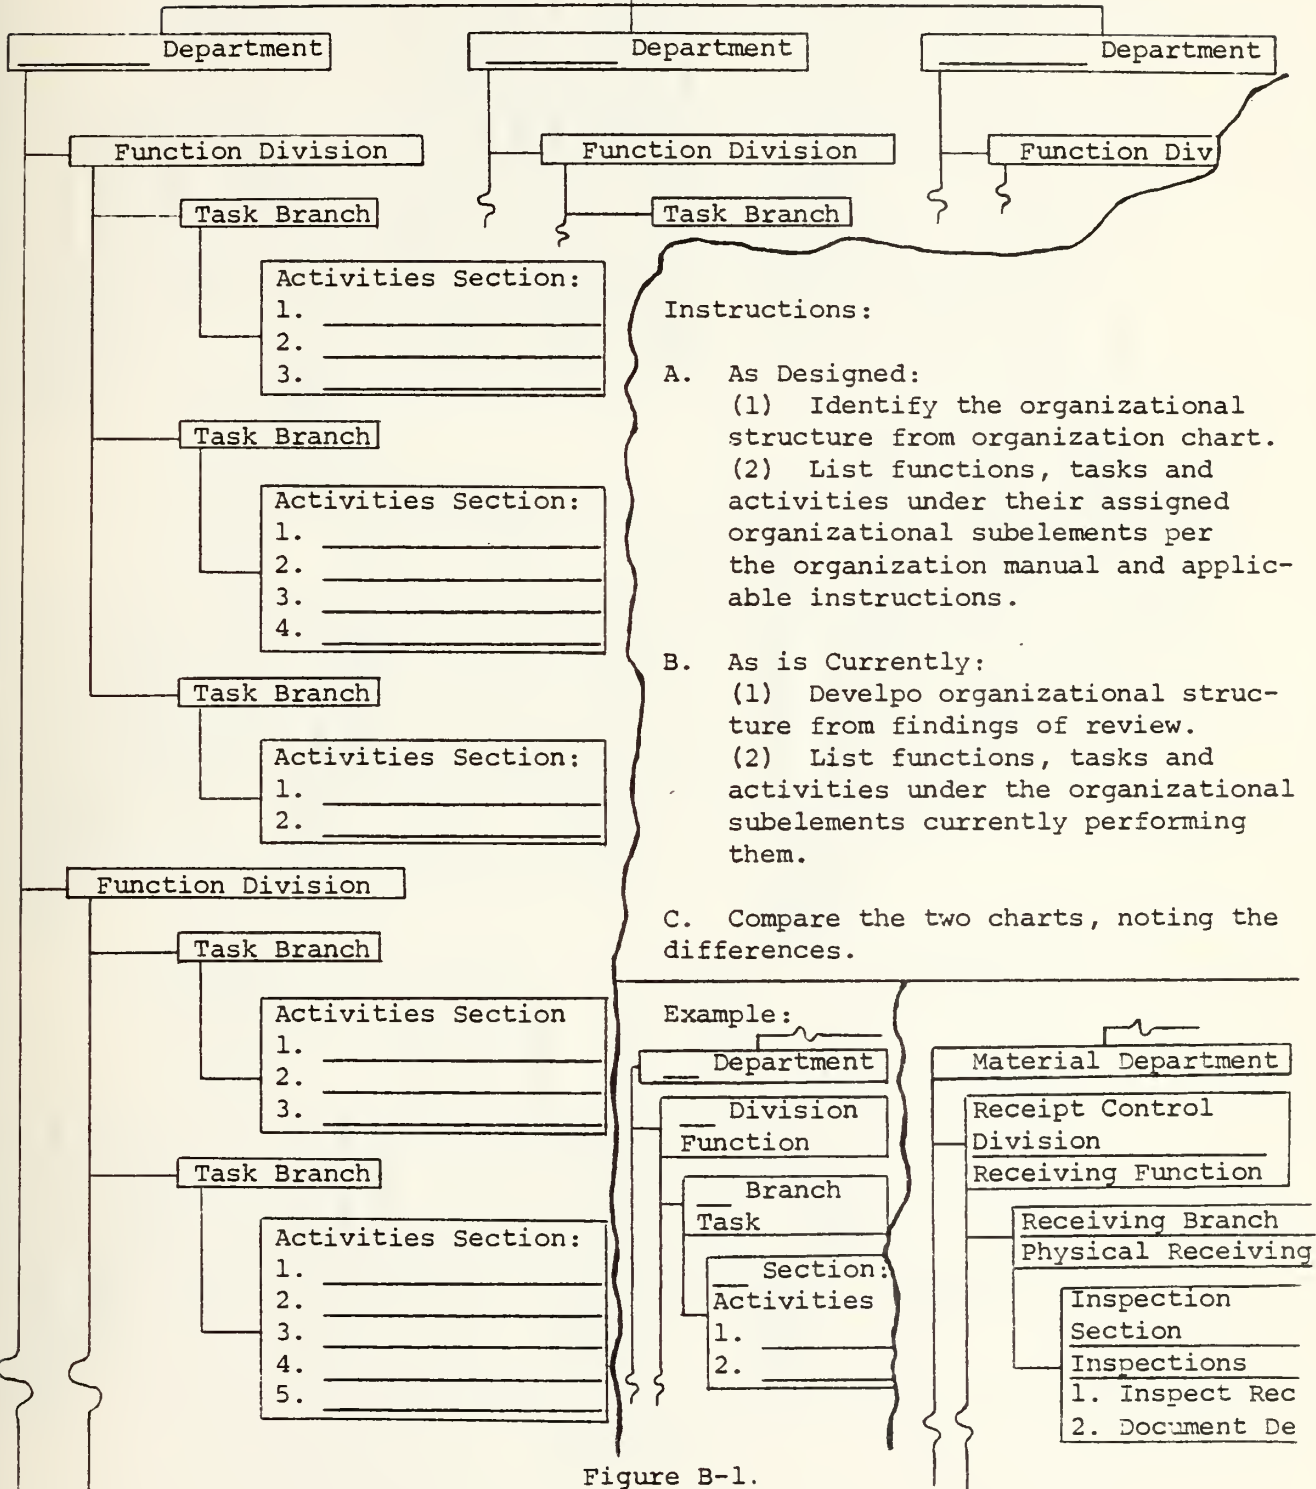 Department
Department
Department
Function Division
Function Division
Function Div
Task Branch
Task Branch
Activities Section:
1.
2.
3.
Task Branch
Activities Section:
1.
2.
3.
4.
Task Branch
Activities Section:
1.
2.
Function Division
Task Branch
Activities Section
1.
2.
3.
Task Branch
Activities Section:
1.
2.
3.
4.
5.
Instructions:
A. As Designed:
(1) Identify the organizational
structure from organization chart.
(2) List functions, tasks and
activities under their assigned
organizational subelements per
the organization manual and applic-
able instructions.
B. As is Currently:
(1) Develpo organizational struc-
ture from findings of review.
(2) List functions, tasks and
activities under the organizational
subelements currently performing
them.
C. Compare the two charts, noting the
differences.
Example:
Department
Division
Function
Branch
Task
Section:
Activities
1.
2.
Material Department
Receipt Control
Division
Receiving Function
Receiving Branch
Physical Receiving
Inspection
Section
Inspections
1. Inspect Rec
2. Document De
Figure B-1.